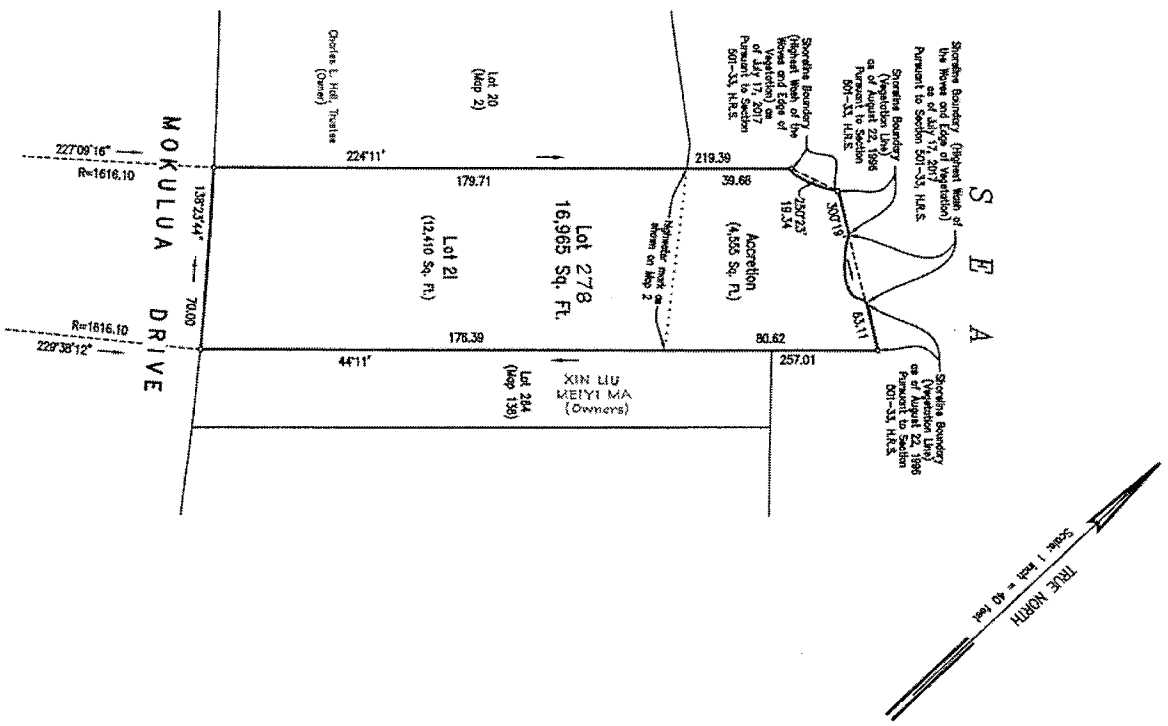 Shoreline Boundary (Highest Wash of
the Waves and Edge of Vegetation)
as of July 17, 2017
Pursuant to Section 501-33, H.R.S.
Shoreline Boundary
(Vegetation Line)
as of August 22, 1996
Pursuant to Section
501-33, H.R.S.
Shoreline Boundary
(Highest Wash of the
Waves and Edge of
Vegetation) as
of July 17, 2017
Pursuant to Section
501-33, H.R.S.
S E A
Shoreline Boundary
(Vegetation Line)
as of August 22, 1996
Pursuant to Section
501-33, H.R.S.
Lot 20
(Map 2)
Charles L. Hall, Trustee
(Owner)
227°09'16"
R=1616.10
224°11'
179.71
219.39
39.68
250°23'
19.34
300°19'
63.11
Accretion
(4,555 Sq. Ft.)
Highwater mark as
shown on Map 2
Lot 278
16,965 Sq. Ft.
Lot 21
(12,410 Sq. Ft.)
138°23'44"
70.00
MOKULUA DRIVE
R=1616.10
229°38'12"
44°11'
176.39
80.62
257.01
XIN LIU
MEIYI MA
(Owners)
Lot 284
(Map 138)
TRUE NORTH
Scale: 1 inch = 40 feet